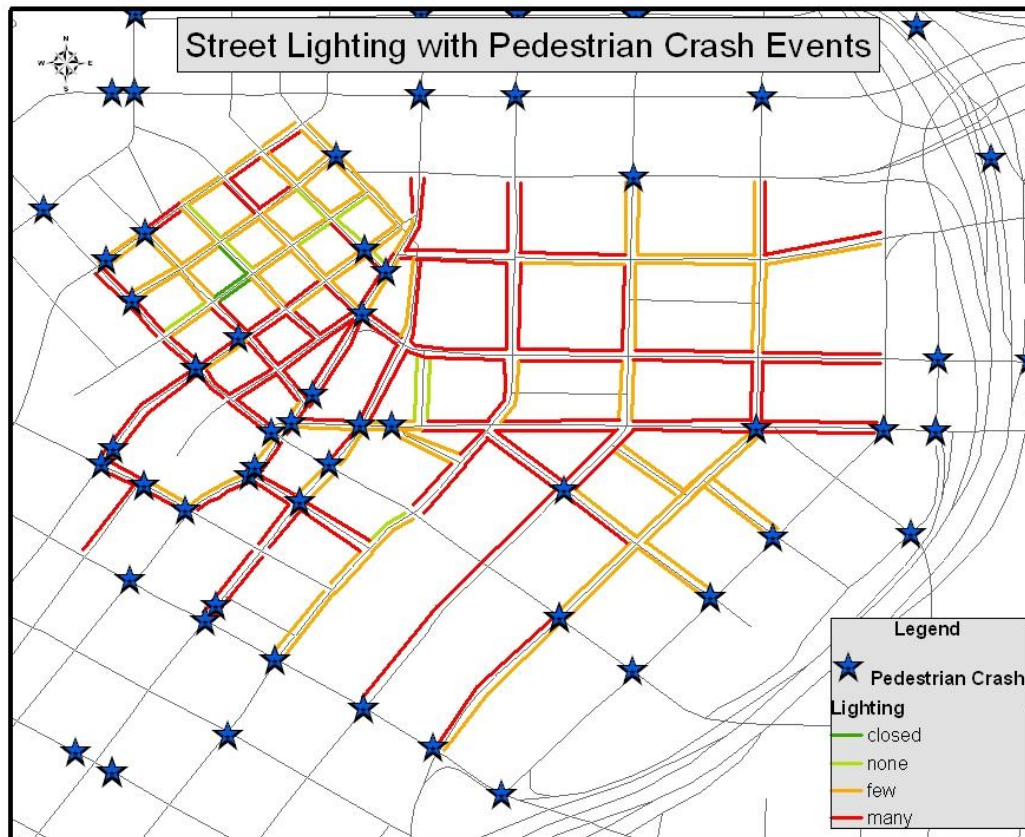 Street Lighting with Pedestrian Crash Events
N
W E
S
Legend
Pedestrian Crash
Lighting
closed
none
few
many